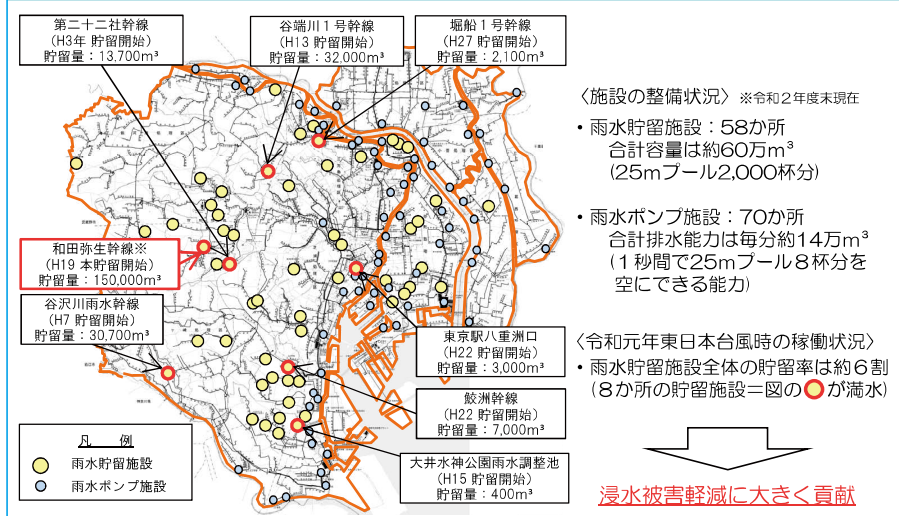 第二十二社幹線
(H3年 貯留開始)
貯留量：13,700m³
谷端川１号幹線
(H13 貯留開始)
貯留量：32,000m³
堀船１号幹線
(H27 貯留開始)
貯留量：2,100m³
和田弥生幹線※
(H19 本貯留開始)
貯留量：150,000m³
谷沢川雨水幹線
(H7 貯留開始)
貯留量：30,700m³
東京駅八重洲口
(H22 貯留開始)
貯留量：3,000m³
鮫洲幹線
(H22 貯留開始)
貯留量：7,000m³
大井水神公園雨水調整池
(H15 貯留開始)
貯留量：400m³
凡　例
雨水貯留施設
雨水ポンプ施設
〈施設の整備状況〉※令和２年度末現在
・雨水貯留施設：58か所
合計容量は約60万m³
(25mプール2,000杯分)
・雨水ポンプ施設：70か所
合計排水能力は毎分約14万m³
(１秒間で25mプール８杯分を
空にできる能力)
〈令和元年東日本台風時の稼働状況〉
・雨水貯留施設全体の貯留率は約６割
(８か所の貯留施設＝図の が満水)
浸水被害軽減に大きく貢献